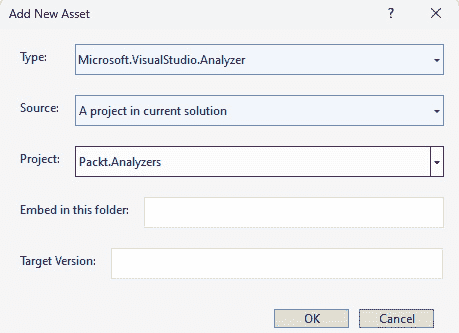 Add New Asset ?
Type: Microsoft.VisualStudio.Analyzer
Source: A project in current solution
Project: Packt.Analyzers
Embed in this folder:
Target Version:
OK Cancel